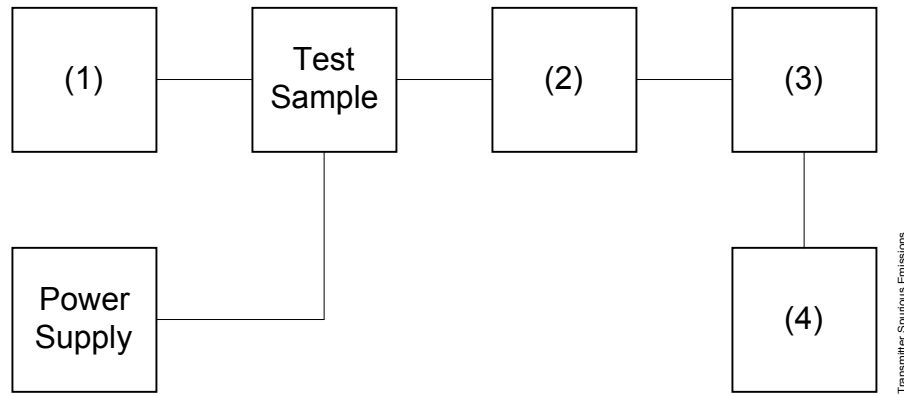 (1)
Test
Sample
(2)
(3)
Power
Supply
(4)
Transmitter Spurious Emissions